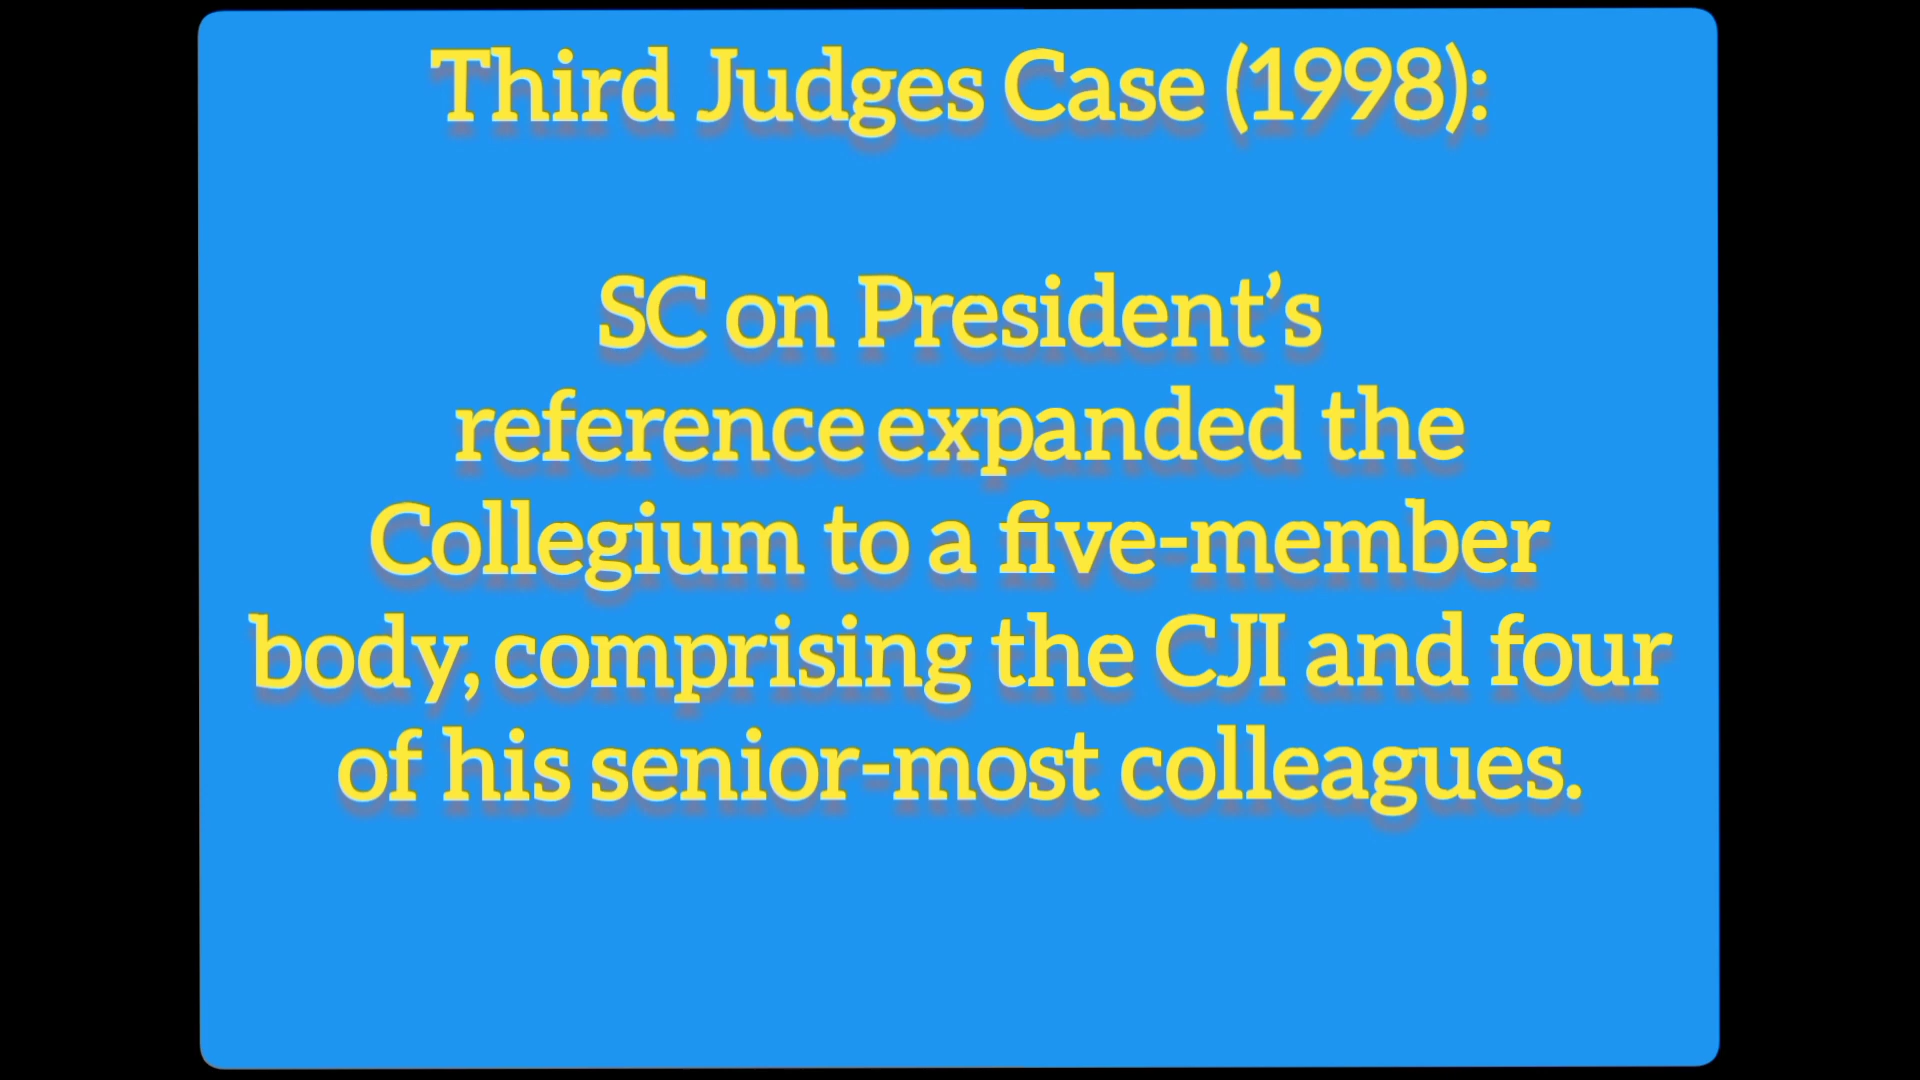 Third Judges Case (1998):
SC on President’s
reference expanded the
Collegium to a five-member
body, comprising the CJI and four
of his senior-most colleagues.